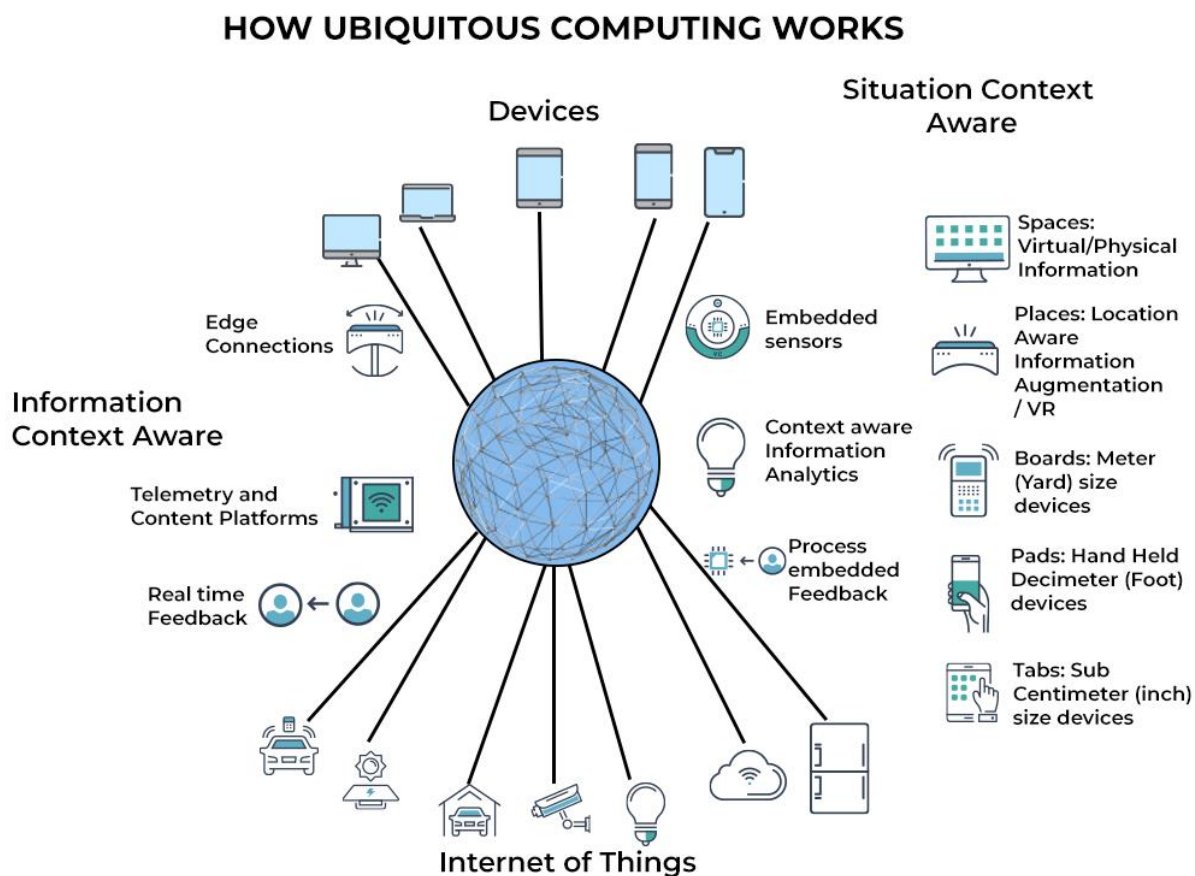 HOW UBIQUITOUS COMPUTING WORKS
Devices
Situation Context
Aware
Edge
Connections
Information
Context Aware
Telemetry and
Content Platforms
Real time
Feedback
Embedded
sensors
Context aware
Information
Analytics
Process
embedded
Feedback
Spaces:
Virtual/Physical
Information
Places: Location
Aware
Information
Augmentation
/ VR
Boards: Meter
(Yard) size
devices
Pads: Hand Held
Decimeter (Foot)
devices
Tabs: Sub
Centimeter (inch)
size devices
Internet of Things